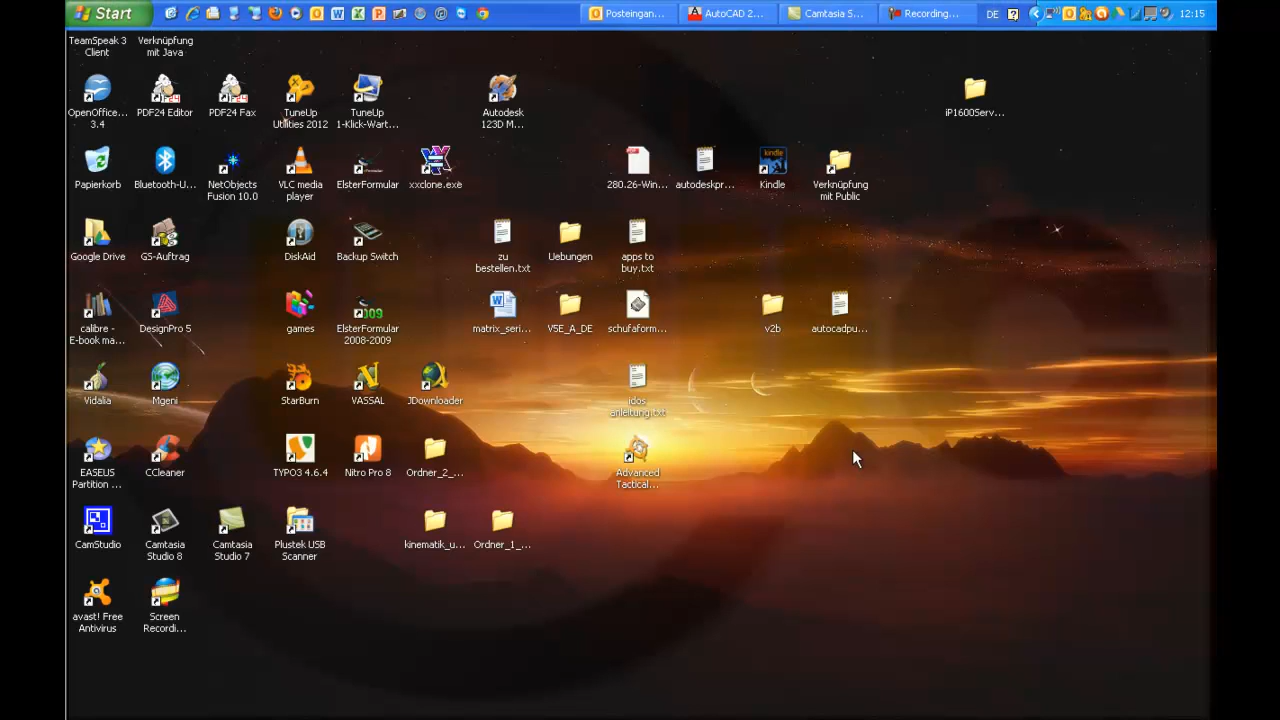 Start
Posteingan...
AutoCAD 2...
Camtasia S...
Recording...
DE
12:15
TeamSpeak 3
Client
Verknüpfung
mit Java
OpenOffice...
3.4
PDF24 Editor
PDF24 Fax
TuneUp
Utilities 2012
TuneUp
1-Klick-Wart...
Autodesk
123D M...
iP1600Serv...
Papierkorb
Bluetooth-U...
NetObjects
Fusion 10.0
VLC media
player
ElsterFormular
xxclone.exe
280.26-Win...
autodeskpr...
kindle
Kindle
Verknüpfung
mit Public
Google Drive
GS-Auftrag
DiskAid
Backup Switch
zu
bestellen.txt
Uebungen
apps to
buy.txt
calibre -
E-book ma...
DesignPro 5
games
2009
ElsterFormular
2008-2009
matrix_seri...
VSE_A_DE
schufaform...
v2b
autocadpu...
Vidalia
Mgeni
StarBurn
VASSAL
JDownloader
idos
anleitung.txt
EASEUS
Partition ...
CCleaner
TYPO3 4.6.4
Nitro Pro 8
Ordner_2_...
Advanced
Tactical...
CamStudio
Camtasia
Studio 8
Camtasia
Studio 7
Plustek USB
Scanner
kinematik_u...
Ordner_1_...
avast! Free
Antivirus
Screen
Recordi...